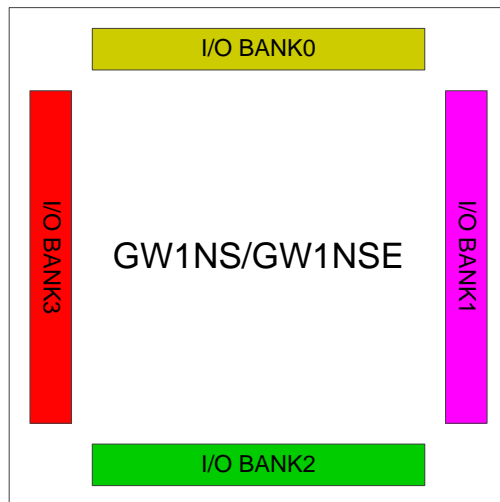 I/O BANK0
I/O BANK3
GW1NS/GW1NSE
I/O BANK1
I/O BANK2